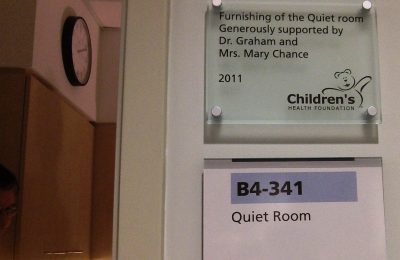 Furnishing of the Quiet room
Generously supported by
Dr. Graham and
Mrs. Mary Chance
2011
Children's
HEALTH FOUNDATION
B4-341
Quiet Room